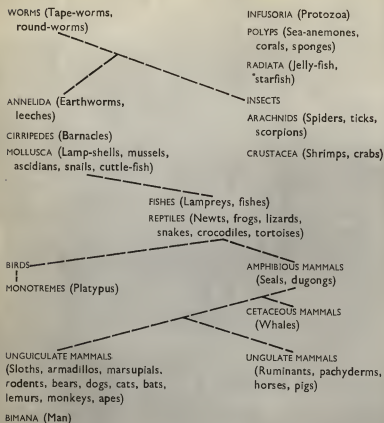 WORMS (Tape-worms,
round-worms)
INFUSORIA (Protozoa)
POLYPS (Sea-anemones,
corals, sponges)
RADIATA (Jelly-fish,
starfish)
ANNELIDA (Earthworms,
leeches)
INSECTS
ARACHNIDS (Spiders, ticks,
scorpions)
CIRRIPEDES (Barnacles)
MOLLUSCA (Lamp-shells, mussels,
ascidians, snails, cuttle-fish)
CRUSTACEA (Shrimps, crabs)
FISHES (Lampreys, fishes)
REPTILES (Newts, frogs, lizards,
snakes, crocodiles, tortoises)
BIRDS
MONOTREMES (Platypus)
AMPHIBIOUS MAMMALS
(Seals, dugongs)
CETACEOUS MAMMALS
(Whales)
UNGUICULATE MAMMALS
(Sloths, armadillos, marsupials,
rodents, bears, dogs, cats, bats,
lemurs, monkeys, apes)
UNGULATE MAMMALS
(Ruminants, pachyderms,
horses, pigs)
BIMANA (Man)